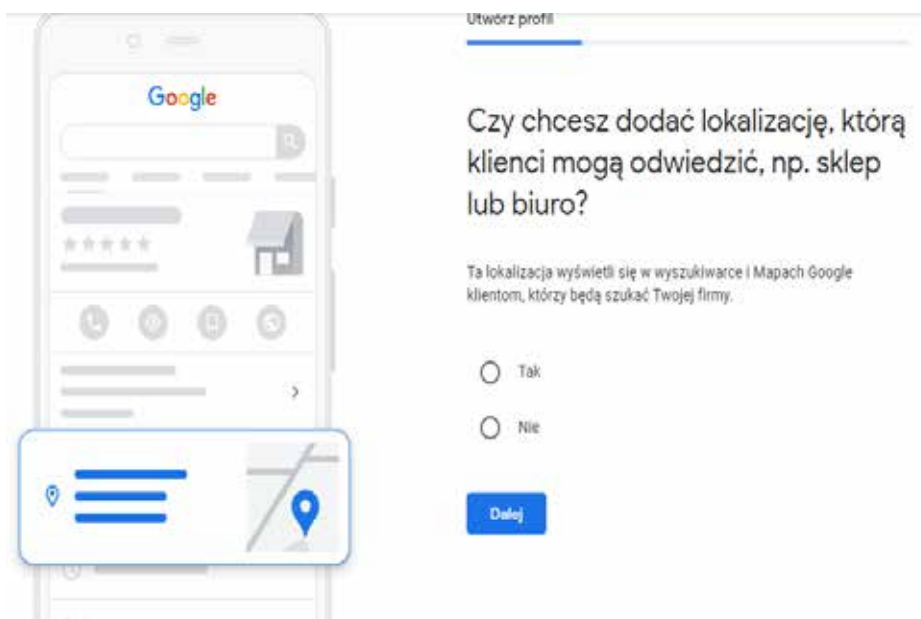 Utwórz profil
Google
Czy chcesz dodać lokalizację, którą
klienci mogą odwiedzić, np. sklep
lub biuro?
Ta lokalizacja wyświetli się w wyszukiwarce i Mapach Google
klientom, którzy będą szukać Twojej firmy.
Tak
Nie
Dalej